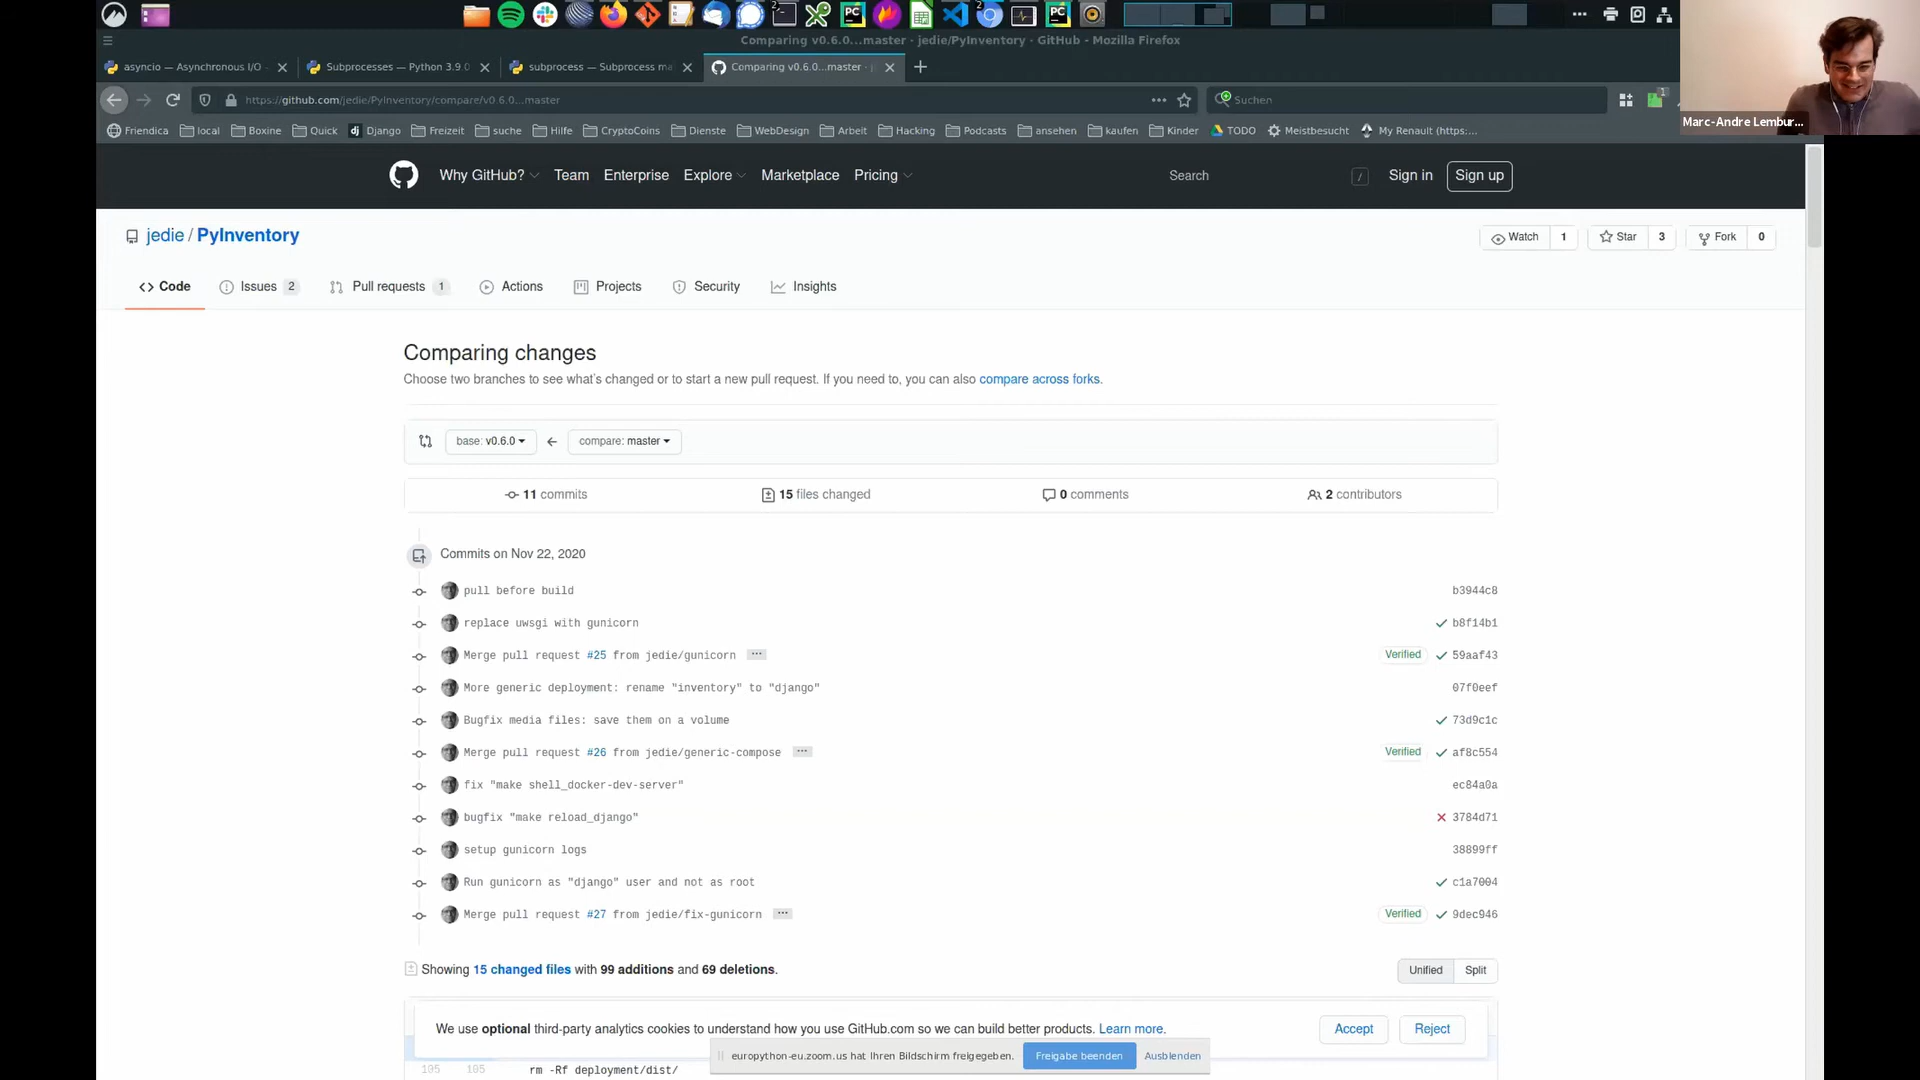 Comparing v0.6.0...master · jedie/PyInventory · GitHub - Mozilla Firefox
asyncio — Asynchronous I/O
Subprocesses — Python 3.9.0
subprocess — Subprocess ma
Comparing v0.6.0...master · j
https://github.com/jedie/PyInventory/compare/v0.6.0...master
Suchen
1
Marc-Andre Lembur...
Friendica local Boxine Quick dj Django Freizeit suche Hilfe CryptoCoins Dienste WebDesign Arbeit Hacking Podcasts ansehen kaufen Kinder TODO Meistbesucht My Renault (https:...
Why GitHub? Team Enterprise Explore Marketplace Pricing Search / Sign in Sign up
jedie / PyInventory
Watch 1 Star 3 Fork 0
Code Issues 2 Pull requests 1 Actions Projects Security Insights
Comparing changes
Choose two branches to see what's changed or to start a new pull request. If you need to, you can also compare across forks.
base: v0.6.0 compare: master
11 commits 15 files changed 0 comments 2 contributors
Commits on Nov 22, 2020
pull before build b3944c8
replace uwsgi with gunicorn b8f14b1
Merge pull request #25 from jedie/gunicorn ... Verified 59aaf43
More generic deployment: rename "inventory" to "django" 07f0eef
Bugfix media files: save them on a volume 73d9c1c
Merge pull request #26 from jedie/generic-compose ... Verified af8c554
fix "make shell_docker-dev-server" ec84a0a
bugfix "make reload_django" 3784d71
setup gunicorn logs 38899ff
Run gunicorn as "django" user and not as root c1a7004
Merge pull request #27 from jedie/fix-gunicorn ... Verified 9dec946
Showing 15 changed files with 99 additions and 69 deletions.
Unified Split
We use optional third-party analytics cookies to understand how you use GitHub.com so we can build better products. Learn more.
Accept Reject
europython-eu.zoom.us hat Ihren Bildschirm freigegeben. Freigabe beenden Ausblenden
105 105 rm -Rf deployment/dist/